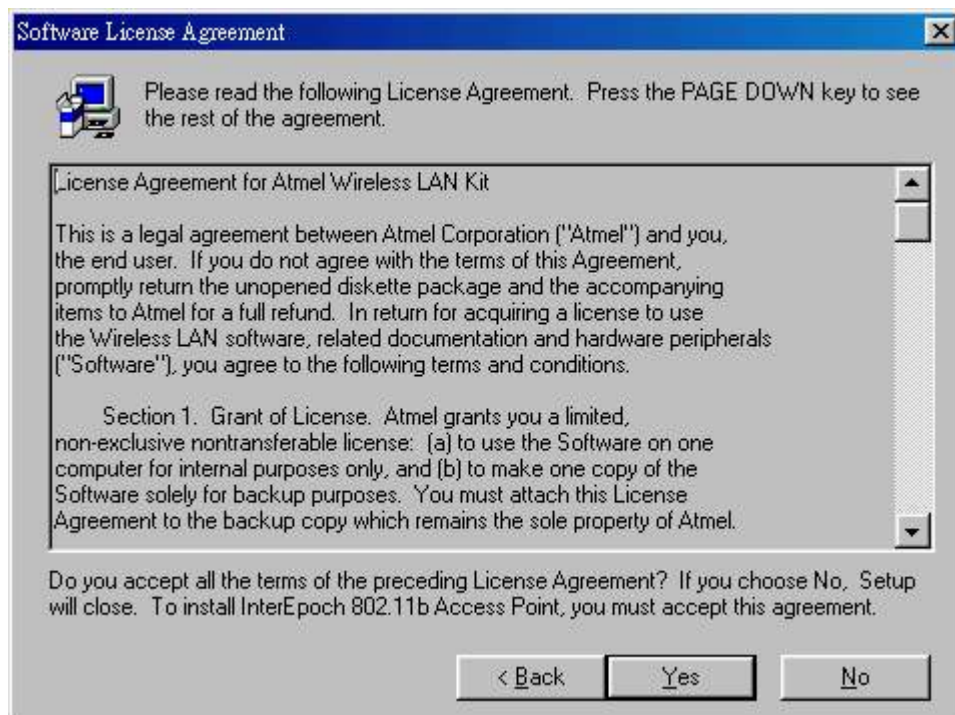 Software License Agreement
Please read the following License Agreement. Press the PAGE DOWN key to see
the rest of the agreement.
License Agreement for Atmel Wireless LAN Kit
This is a legal agreement between Atmel Corporation ("Atmel") and you,
the end user. If you do not agree with the terms of this Agreement,
promptly return the unopened diskette package and the accompanying
items to Atmel for a full refund. In return for acquiring a license to use
the Wireless LAN software, related documentation and hardware peripherals
("Software"), you agree to the following terms and conditions.
Section 1. Grant of License. Atmel grants you a limited,
non-exclusive nontransferable license: (a) to use the Software on one
computer for internal purposes only, and (b) to make one copy of the
Software solely for backup purposes. You must attach this License
Agreement to the backup copy which remains the sole property of Atmel.
Do you accept all the terms of the preceding License Agreement? If you choose No, Setup
will close. To install InterEpoch 802.11b Access Point, you must accept this agreement.
< Back
Yes
No